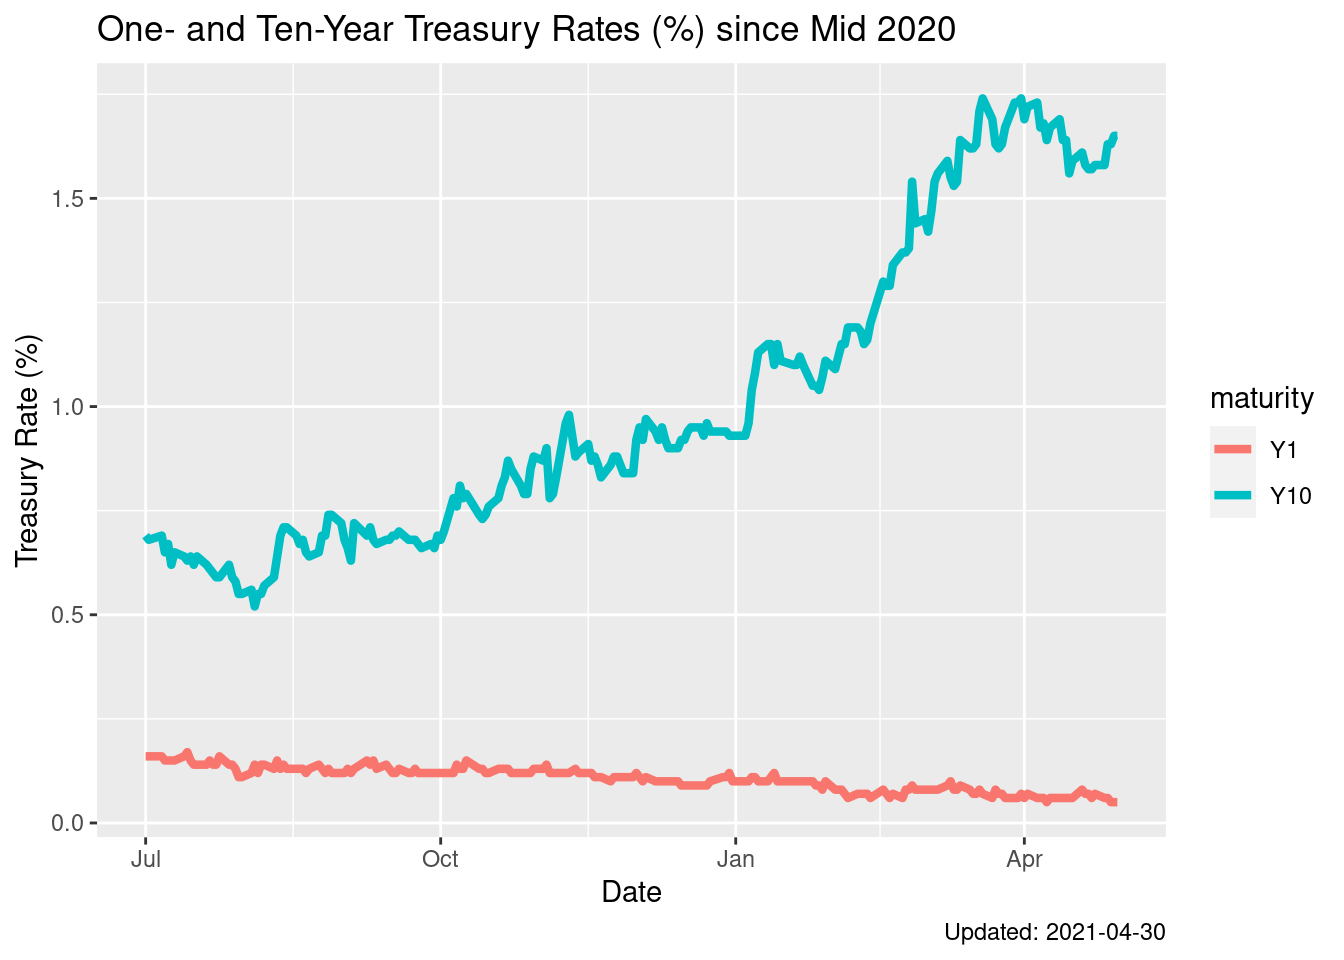 One- and Ten-Year Treasury Rates (%) since Mid 2020
Treasury Rate (%)
1.5
1.0
0.5
0.0
Jul Oct Jan Apr
Date
maturity
Y1
Y10
Updated: 2021-04-30